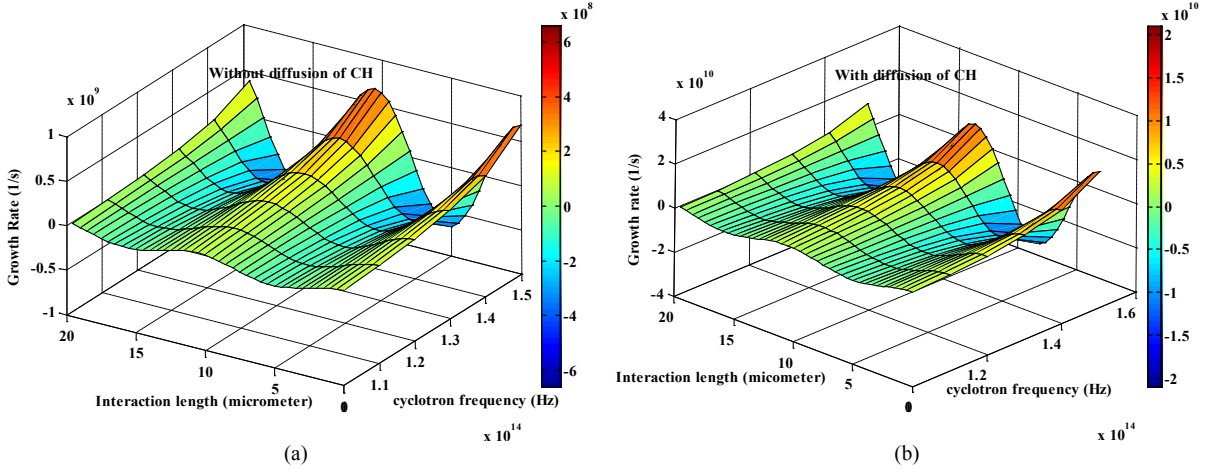 x 10^8
Without diffusion of CH
x 10^9
Growth Rate (1/s)
1
0.5
0
-0.5
-1
20
15
10
5
0
Interaction length (micrometer)
1.1
1.2
1.3
1.4
1.5
cyclotron frequency (Hz)
x 10^14
6
4
2
0
-2
-4
-6
(a)
x 10^10
With diffusion of CH
x 10^10
Growth rate (1/s)
4
2
0
-2
-4
20
15
10
5
0
Interaction length (micometer)
1.2
1.4
1.6
cyclotron frequency (Hz)
x 10^14
2
1.5
1
0.5
0
-0.5
-1
-1.5
-2
(b)